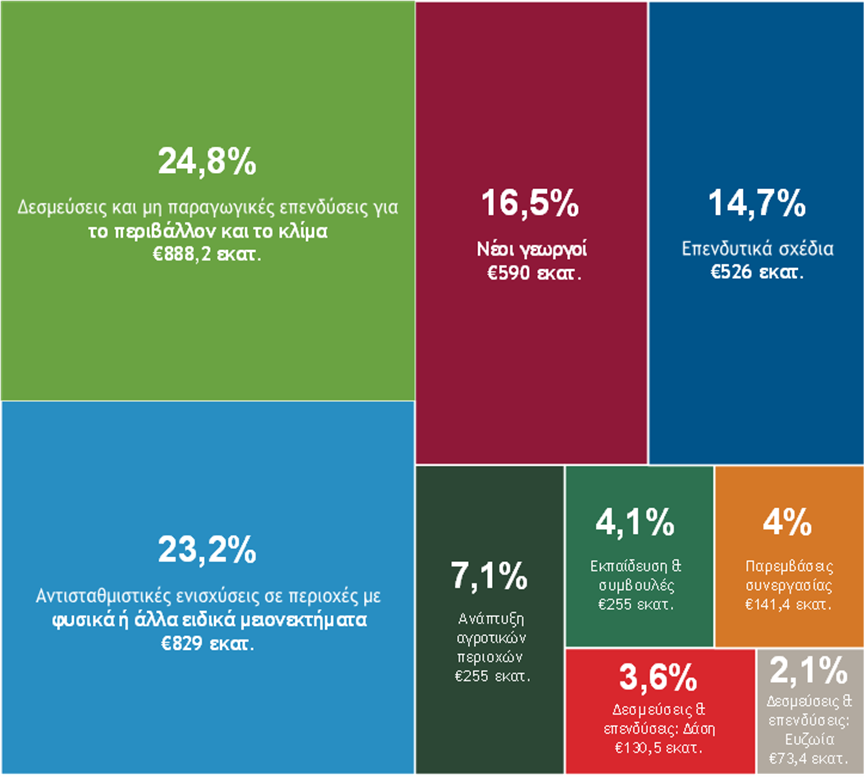 24,8%
Δεσμεύσεις και μη παραγωγικές επενδύσεις για
το περιβάλλον και το κλίμα
€888,2 εκατ.
16,5%
Νέοι γεωργοί
€590 εκατ.
14,7%
Επενδυτικά σχέδια
€526 εκατ.
23,2%
Αντισταθμιστικές ενισχύσεις σε περιοχές με
φυσικά ή άλλα ειδικά μειονεκτήματα
€829 εκατ.
7,1%
Ανάπτυξη
αγροτικών
περιοχών
€255 εκατ.
4,1%
Εκπαίδευση &
συμβουλές
€255 εκατ.
4%
Παρεμβάσεις
συνεργασίας
€141,4 εκατ.
3,6%
Δεσμεύσεις &
επενδύσεις: Δάση
€130,5 εκατ.
2,1%
Δεσμεύσεις &
επενδύσεις:
Ευζωία
€73,4 εκατ.